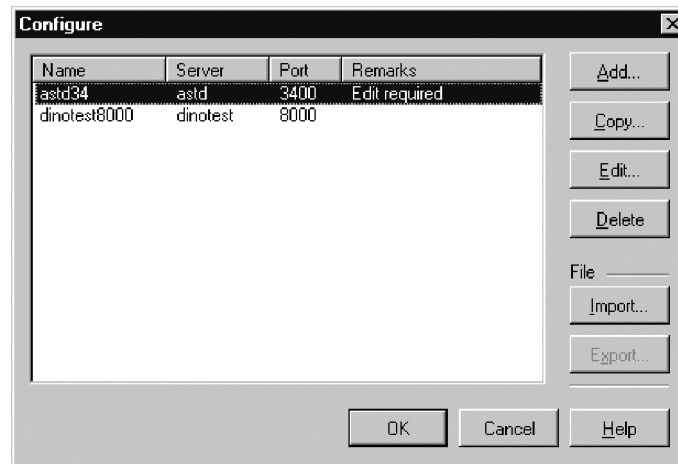 Configure
Name Server Port Remarks
astd34 astd 3400 Edit required
dinotest8000 dinotest 8000
Add...
Copy...
Edit...
Delete
File
Import...
Export...
OK Cancel Help